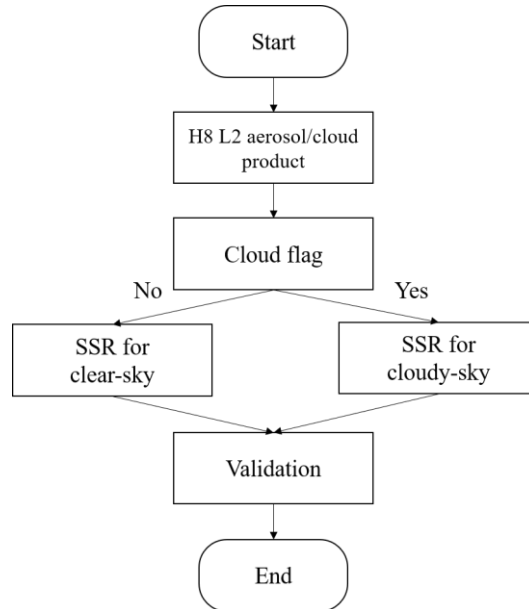 Start
H8 L2 aerosol/cloud
product
Cloud flag
No
Yes
SSR for
clear-sky
SSR for
cloudy-sky
Validation
End